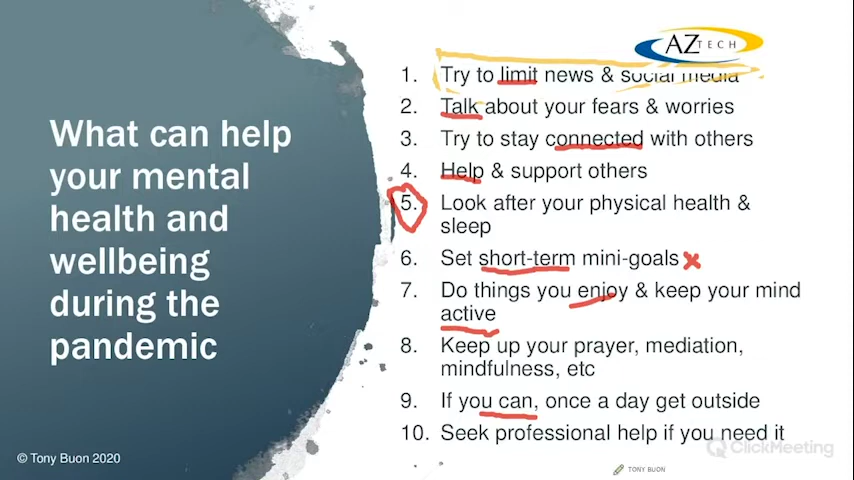 AZTECH
What can help
your mental
health and
wellbeing
during the
pandemic
1. Try to limit news & social media
2. Talk about your fears & worries
3. Try to stay connected with others
4. Help & support others
5. Look after your physical health &
sleep
6. Set short-term mini-goals
7. Do things you enjoy & keep your mind
active
8. Keep up your prayer, mediation,
mindfulness, etc
9. If you can, once a day get outside
10. Seek professional help if you need it
ClickMeeting
© Tony Buon 2020
TONY BUON